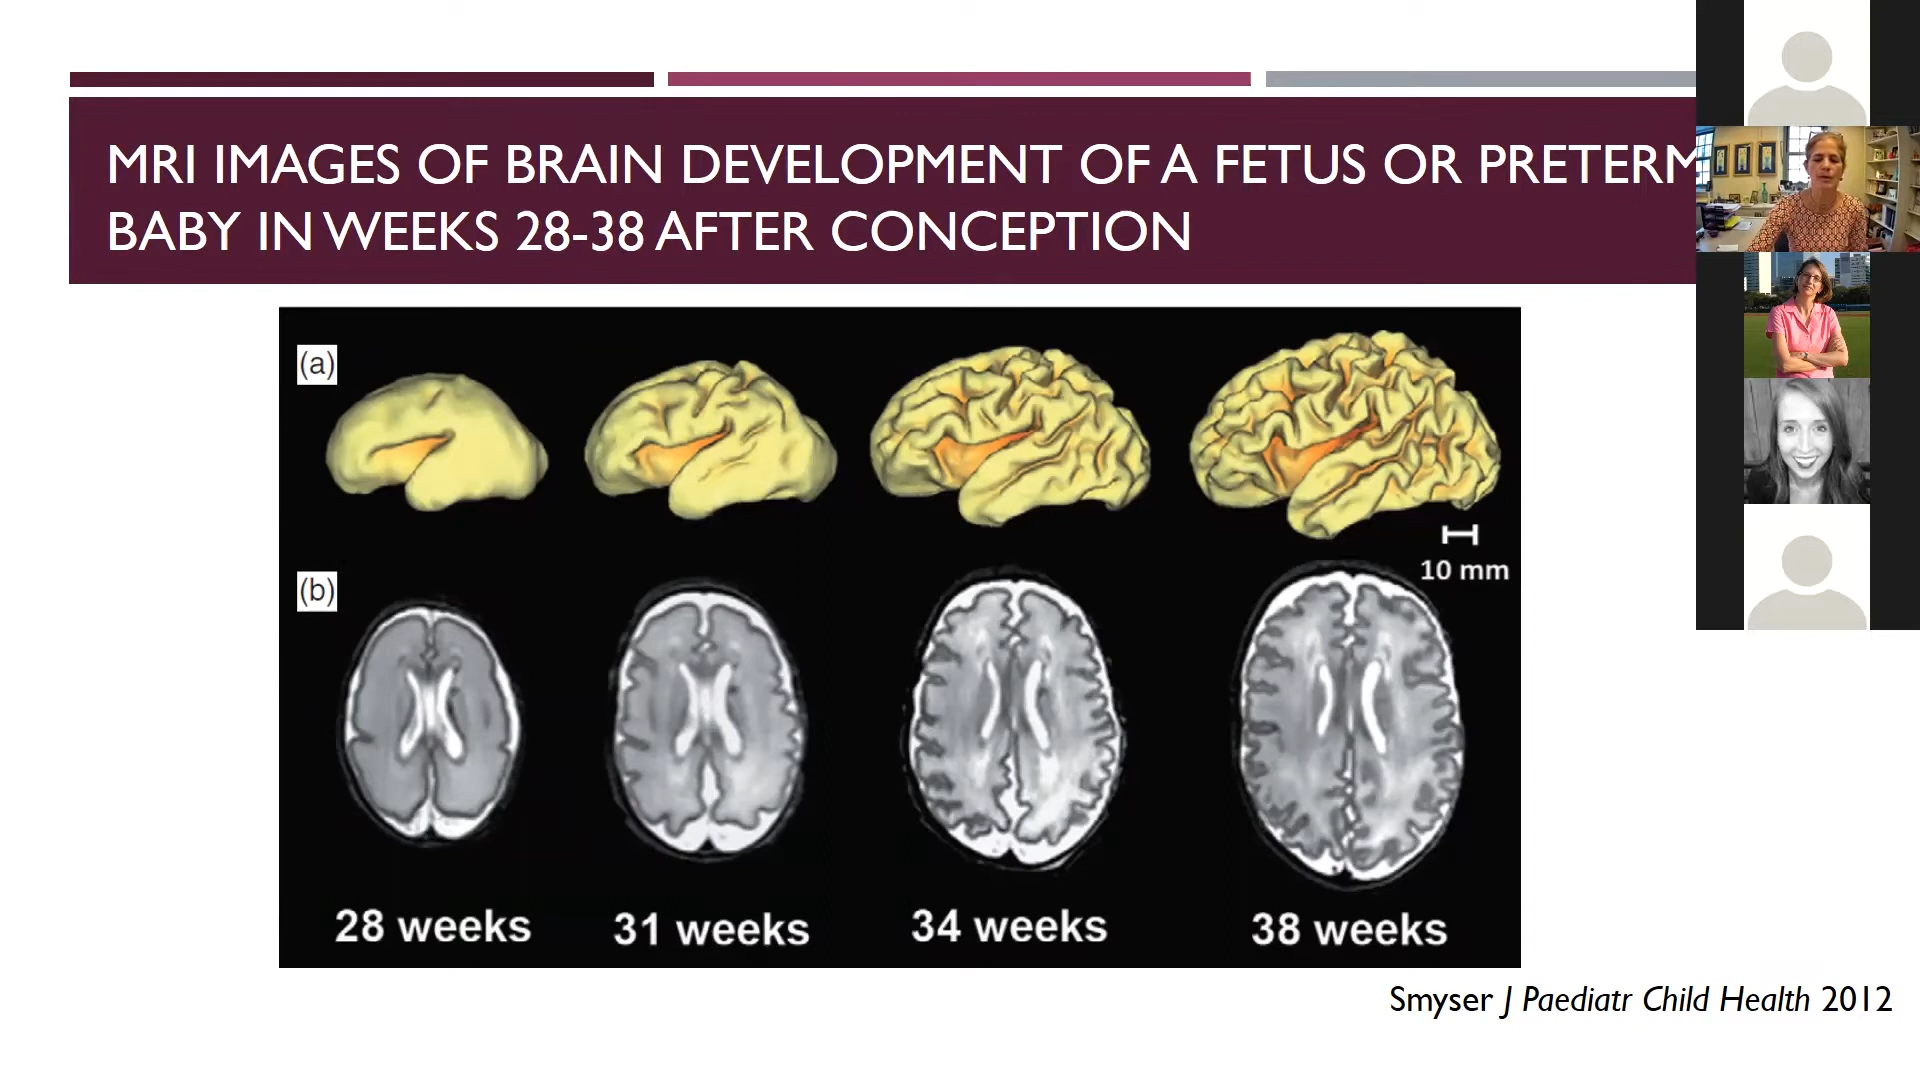 MRI IMAGES OF BRAIN DEVELOPMENT OF A FETUS OR PRETERM
BABY IN WEEKS 28-38 AFTER CONCEPTION
(a)
10 mm
(b)
28 weeks
31 weeks
34 weeks
38 weeks
Smyser J Paediatr Child Health 2012